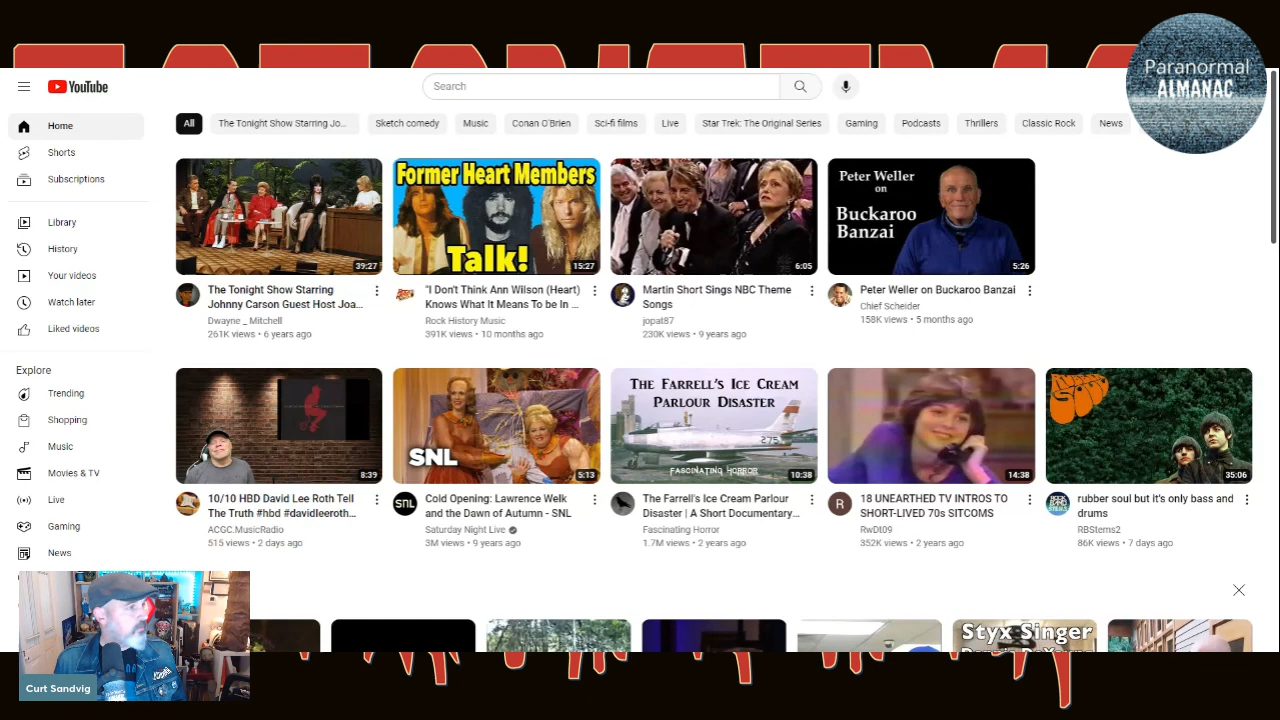 Paranormal
ALMANAC
YouTube
Search
All
The Tonight Show Starring Jo...
Sketch comedy
Music
Conan O'Brien
Sci-fi films
Live
Star Trek: The Original Series
Gaming
Podcasts
Thrillers
Classic Rock
News
Home
Shorts
Subscriptions
Library
History
Your videos
Watch later
Liked videos
Explore
Trending
Shopping
Music
Movies & TV
Live
Gaming
News
39:27
The Tonight Show Starring
Johnny Carson Guest Host Joa...
Dwayne _ Mitchell
261K views • 6 years ago
Former Heart Members
Talk!
15:27
"I Don't Think Ann Wilson (Heart)
Knows What It Means To be In ...
Rock History Music
391K views • 10 months ago
6:05
Martin Short Sings NBC Theme
Songs
jopat87
230K views • 9 years ago
Peter Weller
on
Buckaroo
Banzai
5:26
Peter Weller on Buckaroo Banzai
Chief Scheider
158K views • 5 months ago
8:39
10/10 HBD David Lee Roth Tell
The Truth #hbd #davidleeroth...
ACGC.MusicRadio
515 views • 2 days ago
SNL
5:13
SNL
Cold Opening: Lawrence Welk
and the Dawn of Autumn - SNL
Saturday Night Live
3M views • 9 years ago
The Farrell's Ice Cream
Parlour Disaster
275
Fascinating Horror
10:38
The Farrell's Ice Cream Parlour
Disaster | A Short Documentary...
Fascinating Horror
1.7M views • 2 years ago
14:38
R
18 UNEARTHED TV INTROS TO
SHORT-LIVED 70s SITCOMS
RwDt09
352K views • 2 years ago
35:06
rubber soul but it's only bass and
drums
RBStems2
86K views • 7 days ago
Styx Singer
Curt Sandvig